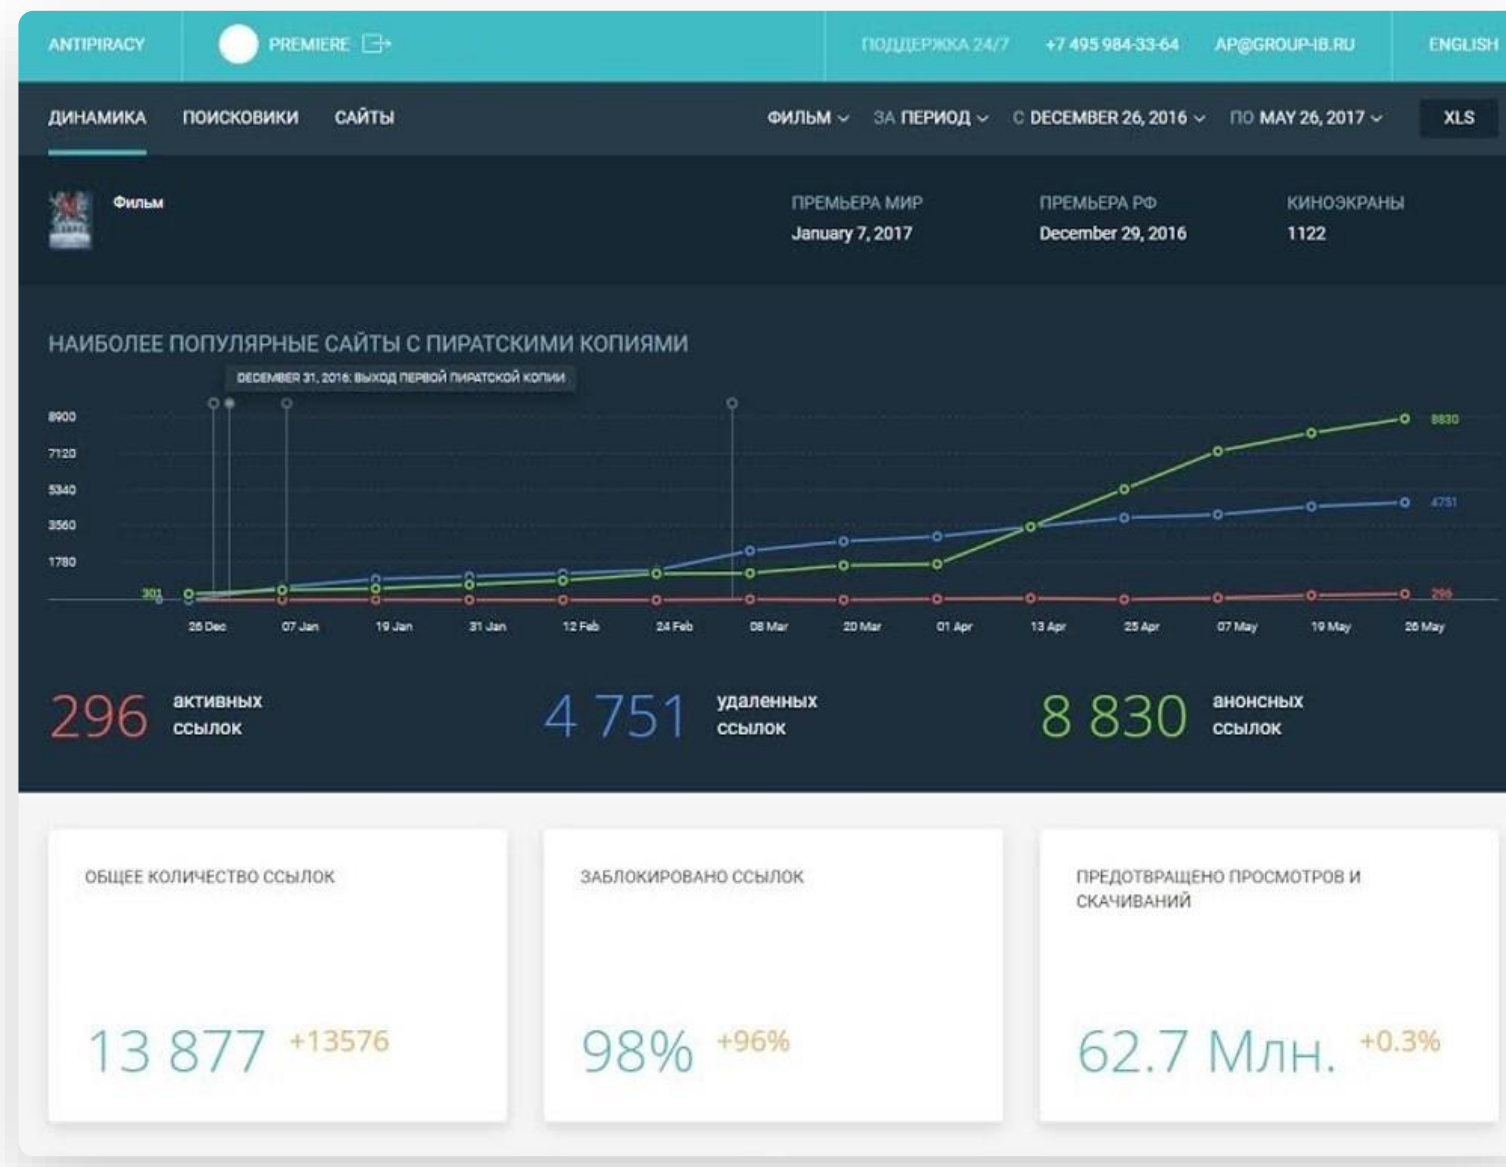 ANTIPIRACY
PREMIERE
ПОДДЕРЖКА 24/7
+7 495 984-33-64
AP@GROUP-IB.RU
ENGLISH
ДИНАМИКА
ПОИСКОВИКИ
САЙТЫ
ФИЛЬМ
ЗА ПЕРИОД
С DECEMBER 26, 2016
ПО MAY 26, 2017
XLS
Фильм
ПРЕМЬЕРА МИР
January 7, 2017
ПРЕМЬЕРА РФ
December 29, 2016
КИНОЭКРАНЫ
1122
НАИБОЛЕЕ ПОПУЛЯРНЫЕ САЙТЫ С ПИРАТСКИМИ КОПИЯМИ
DECEMBER 31, 2016: ВЫХОД ПЕРВОЙ ПИРАТСКОЙ КОПИИ
8900
7120
5340
3560
1780
301
8830
4751
296
26 Dec
07 Jan
19 Jan
31 Jan
12 Feb
24 Feb
08 Mar
20 Mar
01 Apr
13 Apr
25 Apr
07 May
19 May
26 May
296
активных
ссылок
4 751
удаленных
ссылок
8 830
анонсных
ссылок
ОБЩЕЕ КОЛИЧЕСТВО ССЫЛОК
13 877 +13576
ЗАБЛОКИРОВАНО ССЫЛОК
98% +96%
ПРЕДОТВРАЩЕНО ПРОСМОТРОВ И
СКАЧИВАНИЙ
62.7 Млн. +0.3%